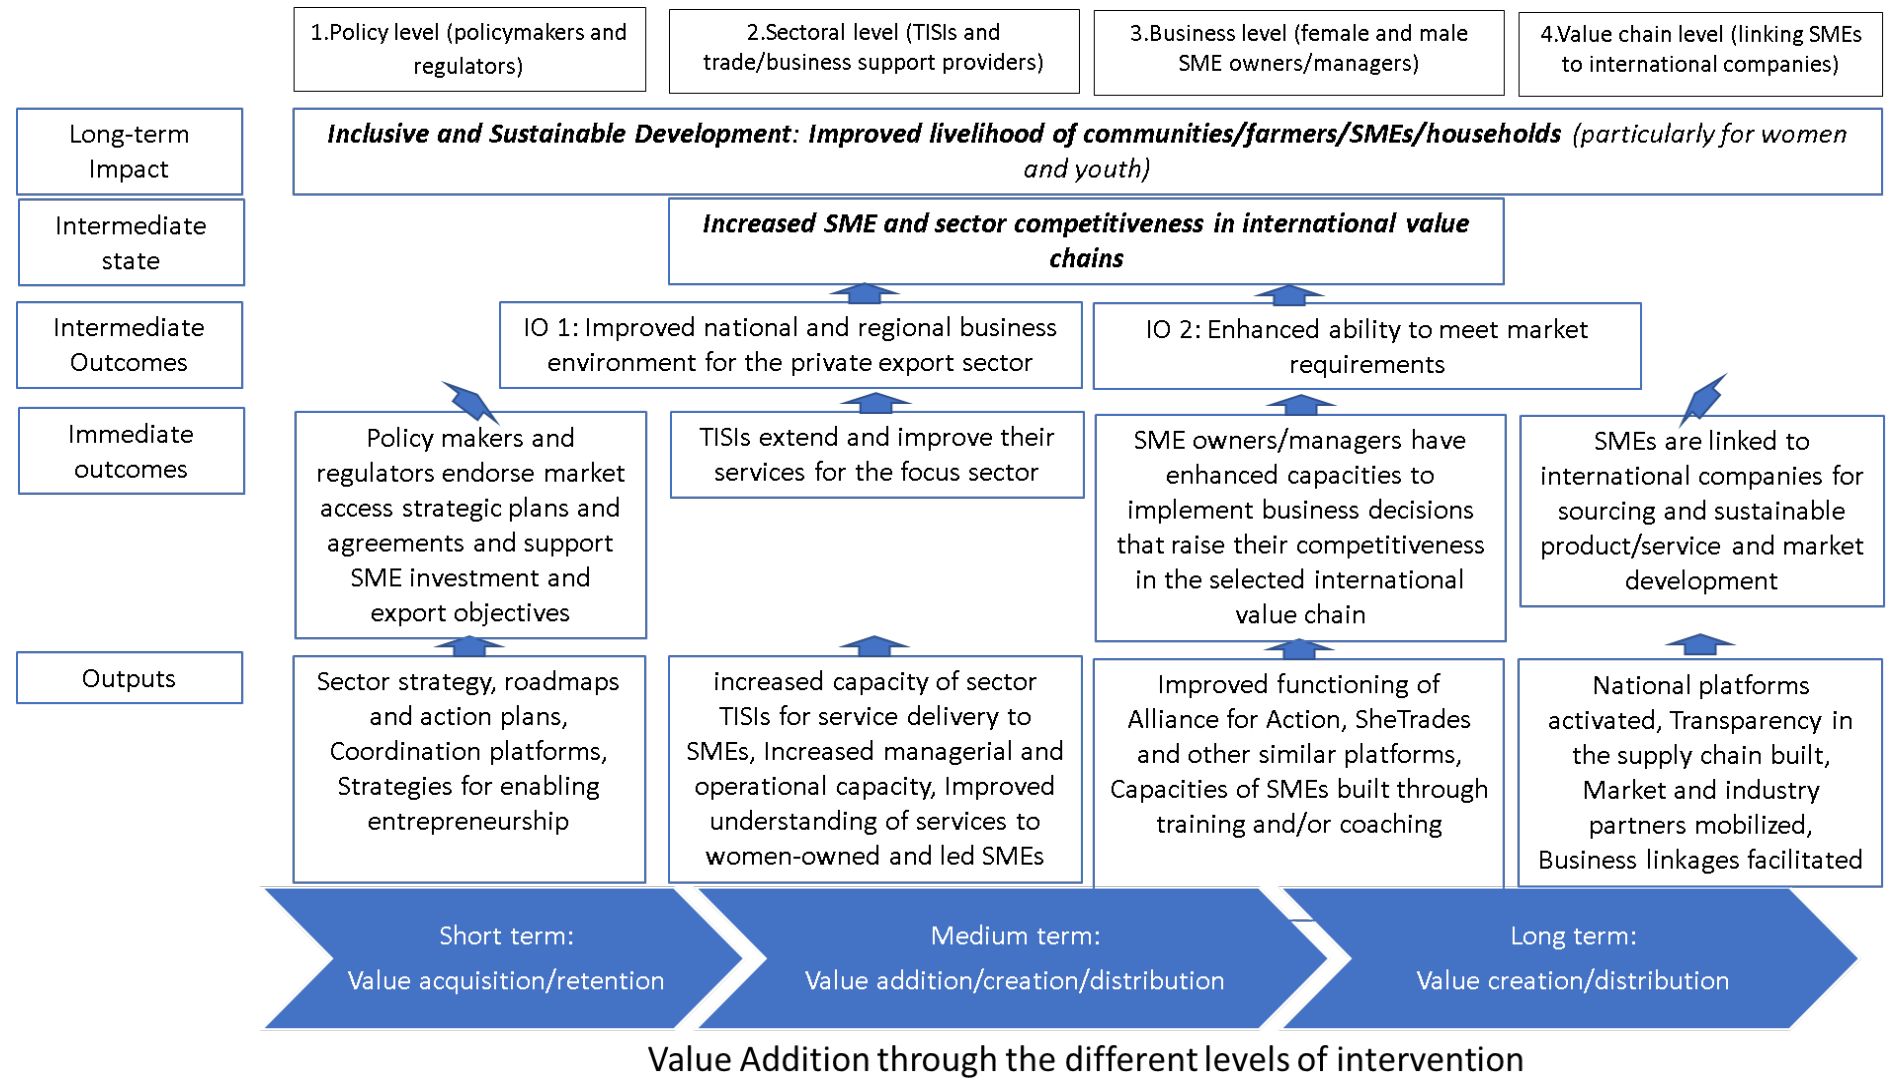 1.Policy level (policymakers and
regulators)
2.Sectoral level (TISIs and
trade/business support providers)
3.Business level (female and male
SME owners/managers)
4.Value chain level (linking SMEs
to international companies)
Long-term
Impact
Inclusive and Sustainable Development: Improved livelihood of communities/farmers/SMEs/households (particularly for women
and youth)
Intermediate
state
Increased SME and sector competitiveness in international value
chains
Intermediate
Outcomes
IO 1: Improved national and regional business
environment for the private export sector
IO 2: Enhanced ability to meet market
requirements
Immediate
outcomes
Policy makers and
regulators endorse market
access strategic plans and
agreements and support
SME investment and
export objectives
TISIs extend and improve their
services for the focus sector
SME owners/managers have
enhanced capacities to
implement business decisions
that raise their competitiveness
in the selected international
value chain
SMEs are linked to
international companies for
sourcing and sustainable
product/service and market
development
Outputs
Sector strategy, roadmaps
and action plans,
Coordination platforms,
Strategies for enabling
entrepreneurship
increased capacity of sector
TISIs for service delivery to
SMEs, Increased managerial and
operational capacity, Improved
understanding of services to
women-owned and led SMEs
Improved functioning of
Alliance for Action, SheTrades
and other similar platforms,
Capacities of SMEs built through
training and/or coaching
National platforms
activated, Transparency in
the supply chain built,
Market and industry
partners mobilized,
Business linkages facilitated
Short term:
Value acquisition/retention
Medium term:
Value addition/creation/distribution
Long term:
Value creation/distribution
Value Addition through the different levels of intervention